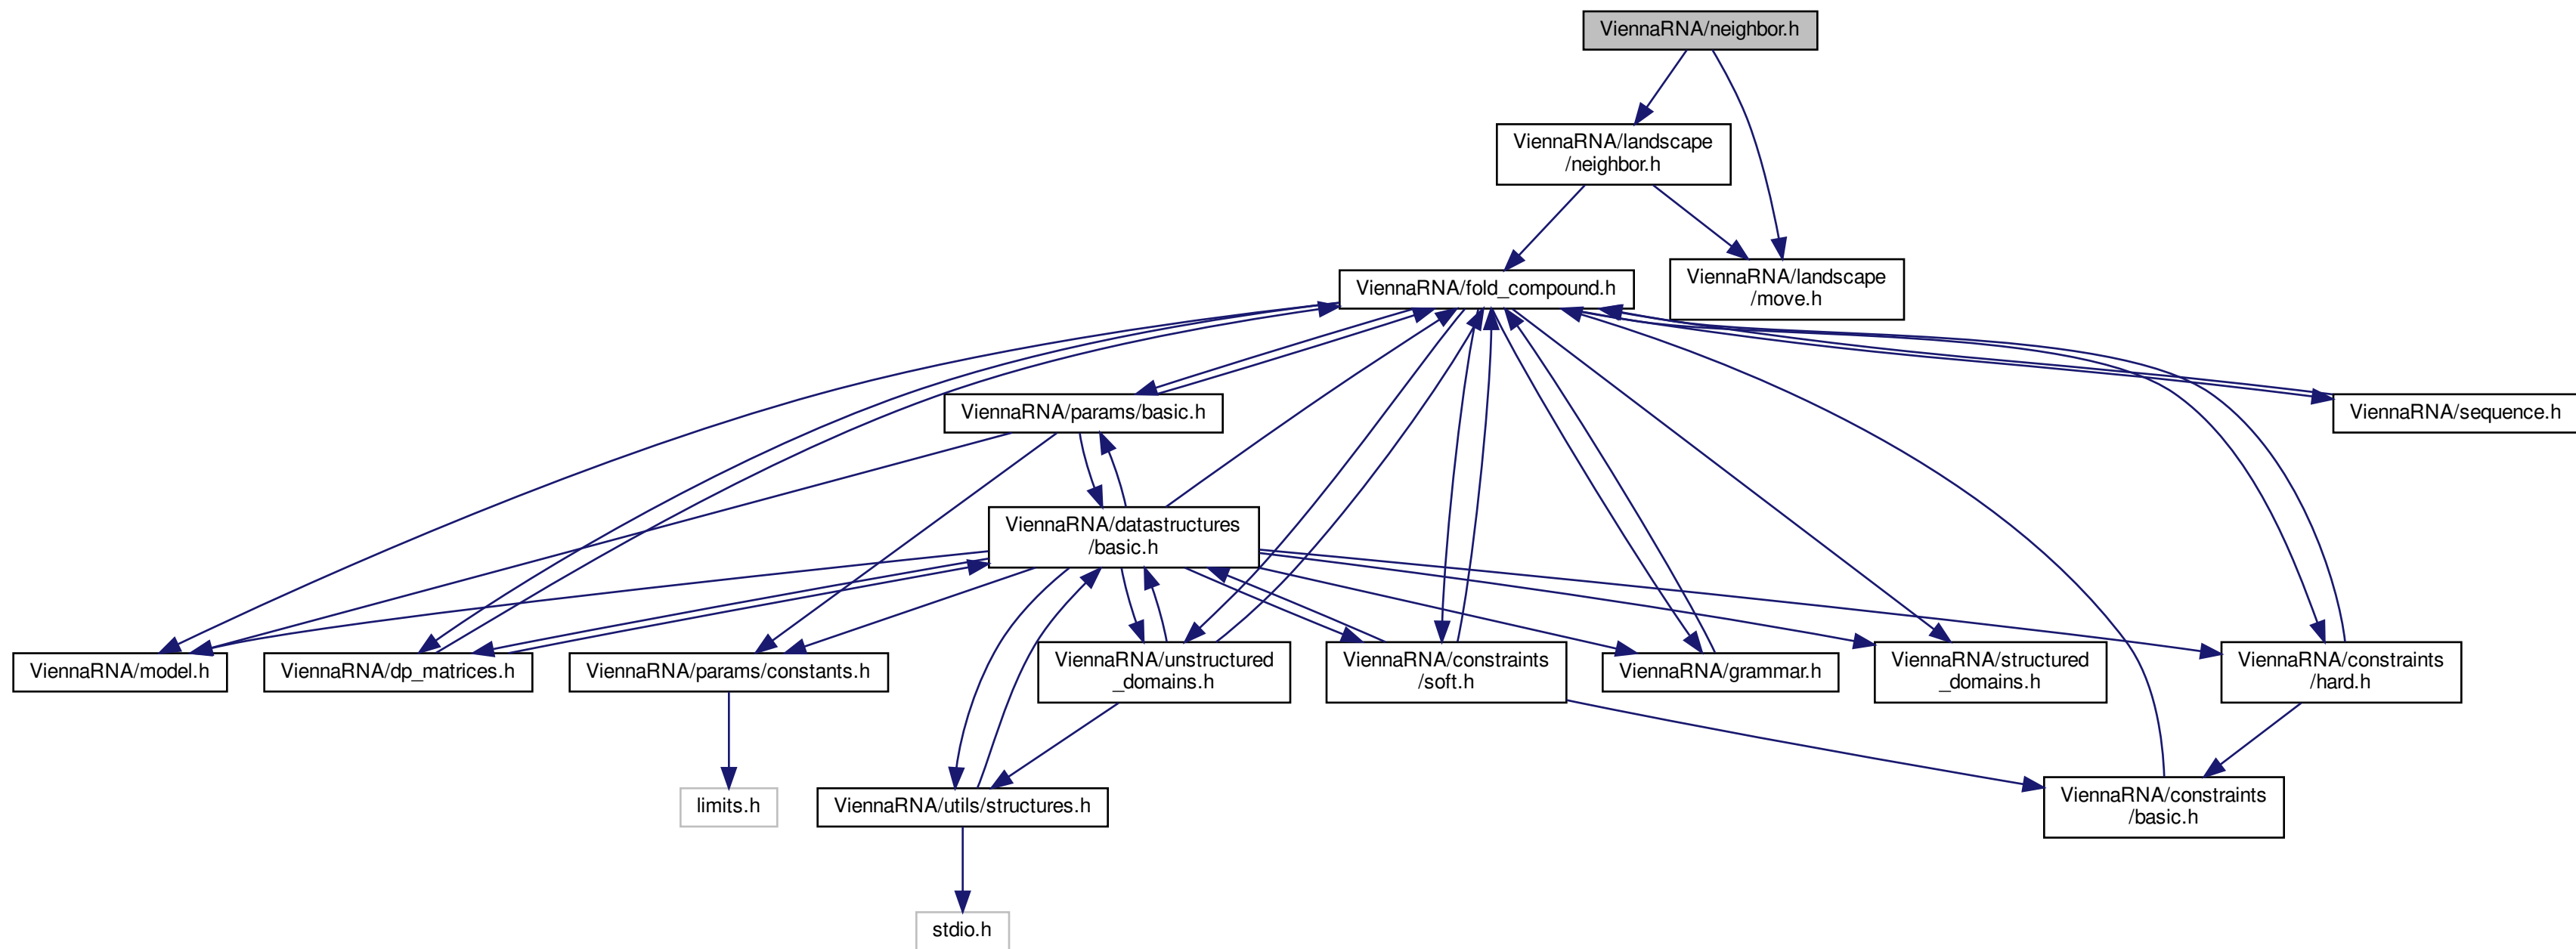 ViennaRNA/neighbor.h
ViennaRNA/landscape
/neighbor.h
ViennaRNA/fold_compound.h
ViennaRNA/landscape
/move.h
ViennaRNA/params/basic.h
ViennaRNA/sequence.h
ViennaRNA/datastructures
/basic.h
ViennaRNA/model.h
ViennaRNA/dp_matrices.h
ViennaRNA/params/constants.h
ViennaRNA/unstructured
_domains.h
ViennaRNA/constraints
/soft.h
ViennaRNA/grammar.h
ViennaRNA/structured
_domains.h
ViennaRNA/constraints
/hard.h
limits.h
ViennaRNA/utils/structures.h
ViennaRNA/constraints
/basic.h
stdio.h